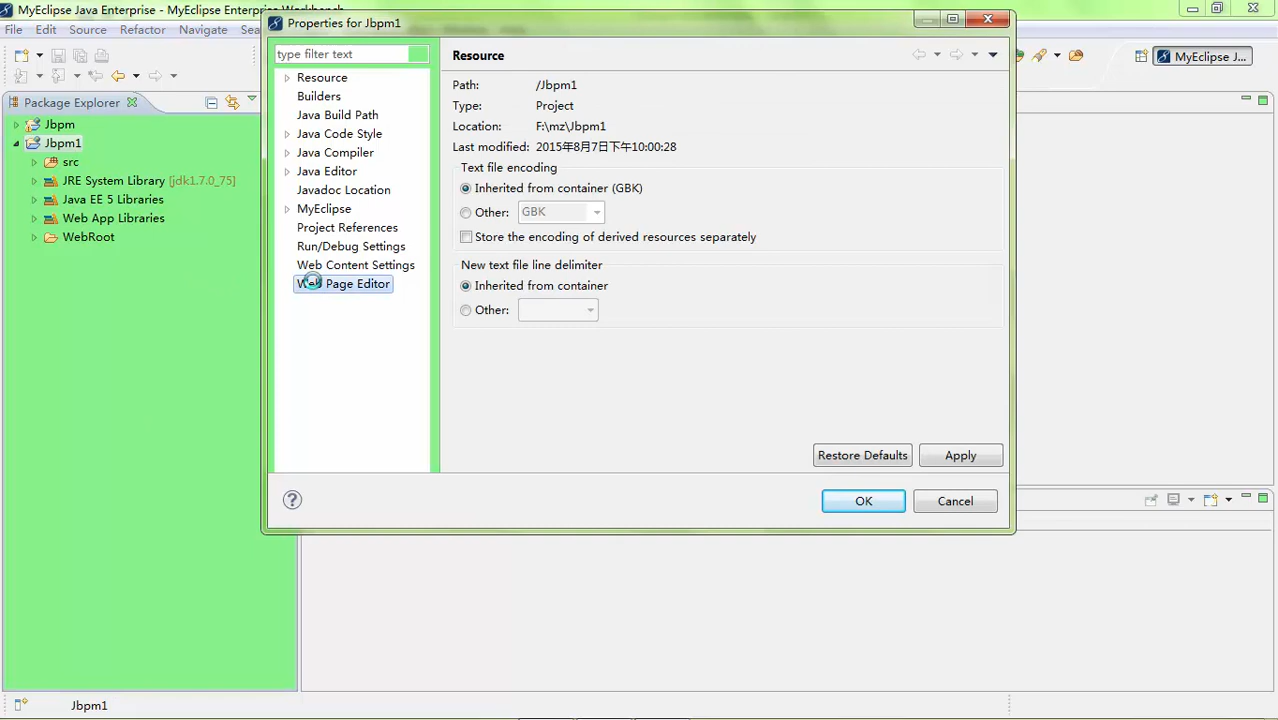 MyEclipse Java Enterprise - MyEclipse Enterprise Workbench
File Edit Source Refactor Navigate
MyEclipse J...
Package Explorer
Jbpm
Jbpm1
src
JRE System Library [jdk1.7.0_75]
Java EE 5 Libraries
Web App Libraries
WebRoot
Jbpm1
Properties for Jbpm1
type filter text
Resource
Builders
Java Build Path
Java Code Style
Java Compiler
Java Editor
Javadoc Location
MyEclipse
Project References
Run/Debug Settings
Web Content Settings
Web Page Editor
Resource
Path: /Jbpm1
Type: Project
Location: F:\mz\Jbpm1
Last modified: 2015年8月7日下午10:00:28
Text file encoding
Inherited from container (GBK)
Other: GBK
Store the encoding of derived resources separately
New text file line delimiter
Inherited from container
Other:
Restore Defaults Apply
OK Cancel